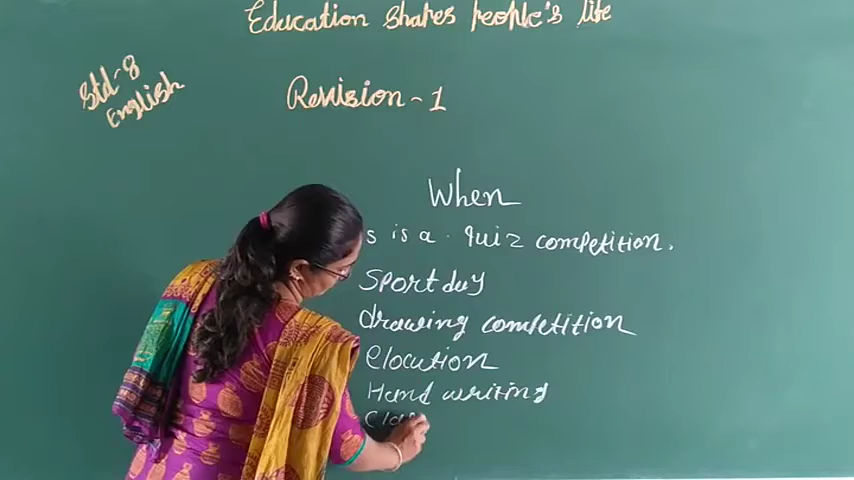 Education shapes people's life
Std-8
English
Revision-1
When
s is a quiz competition.
Sport day
drawing competition
Elocution
Hand writing